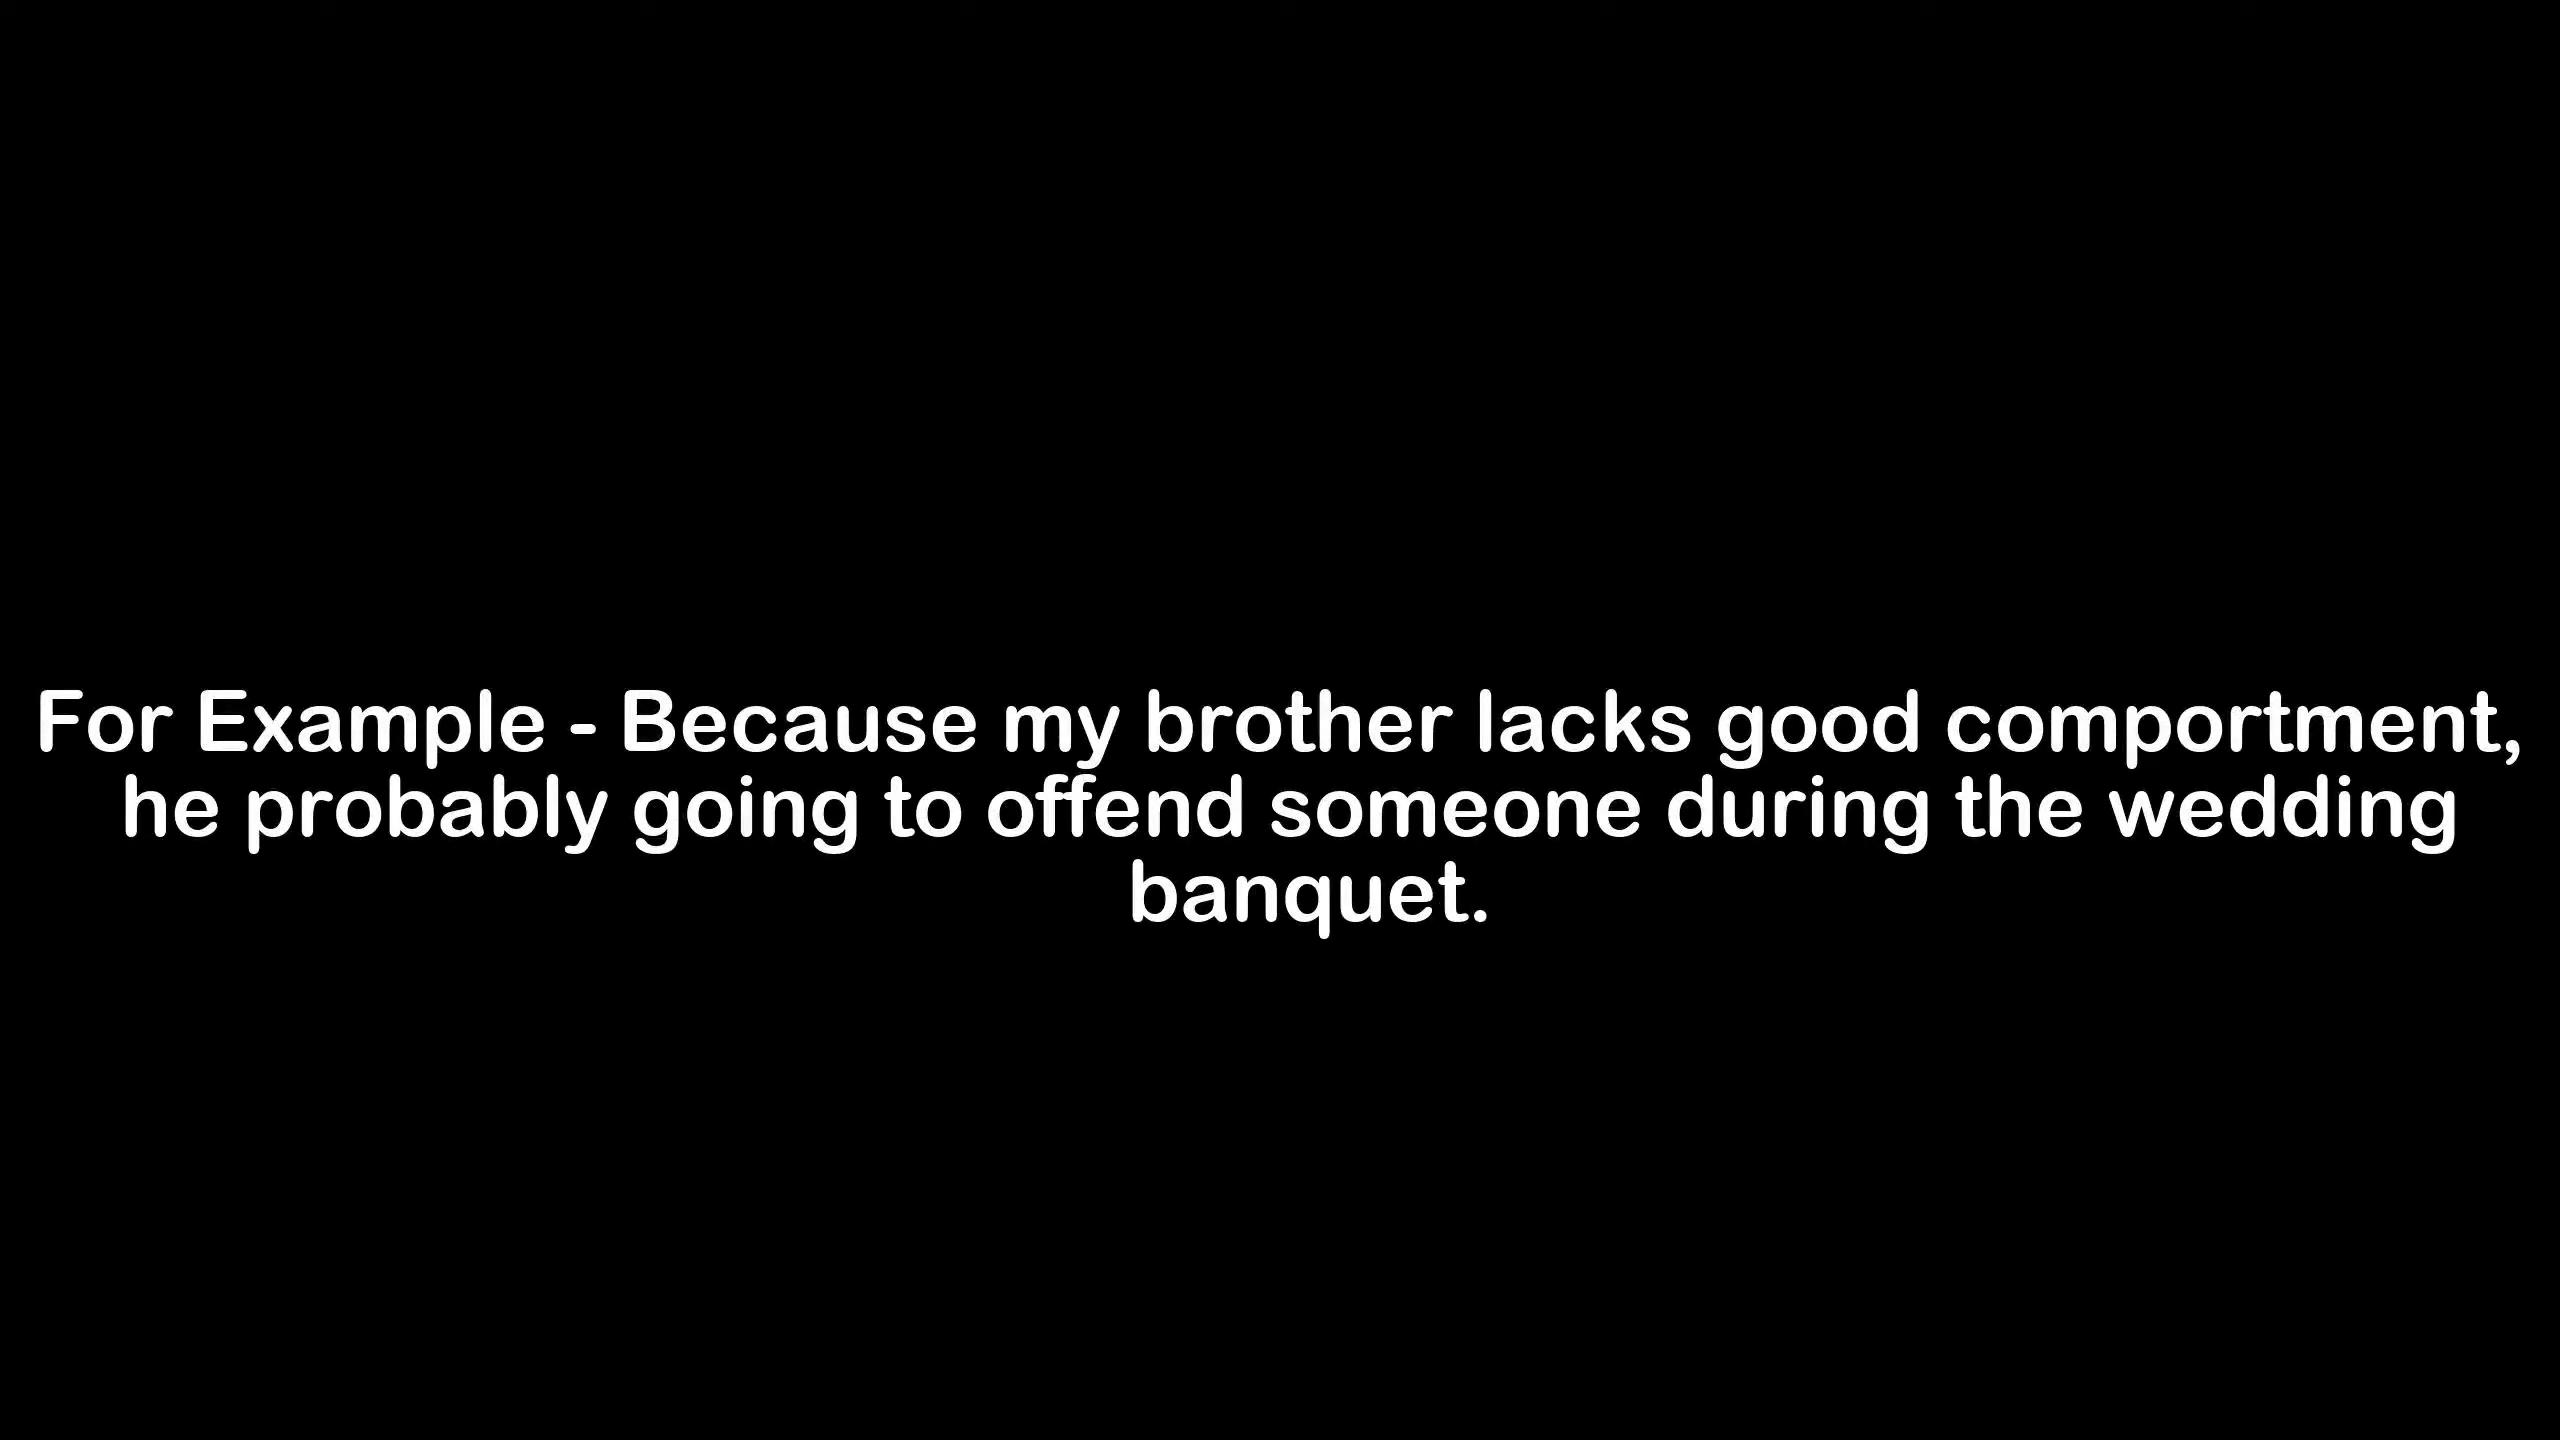 For Example - Because my brother lacks good comportment,
he probably going to offend someone during the wedding
banquet.